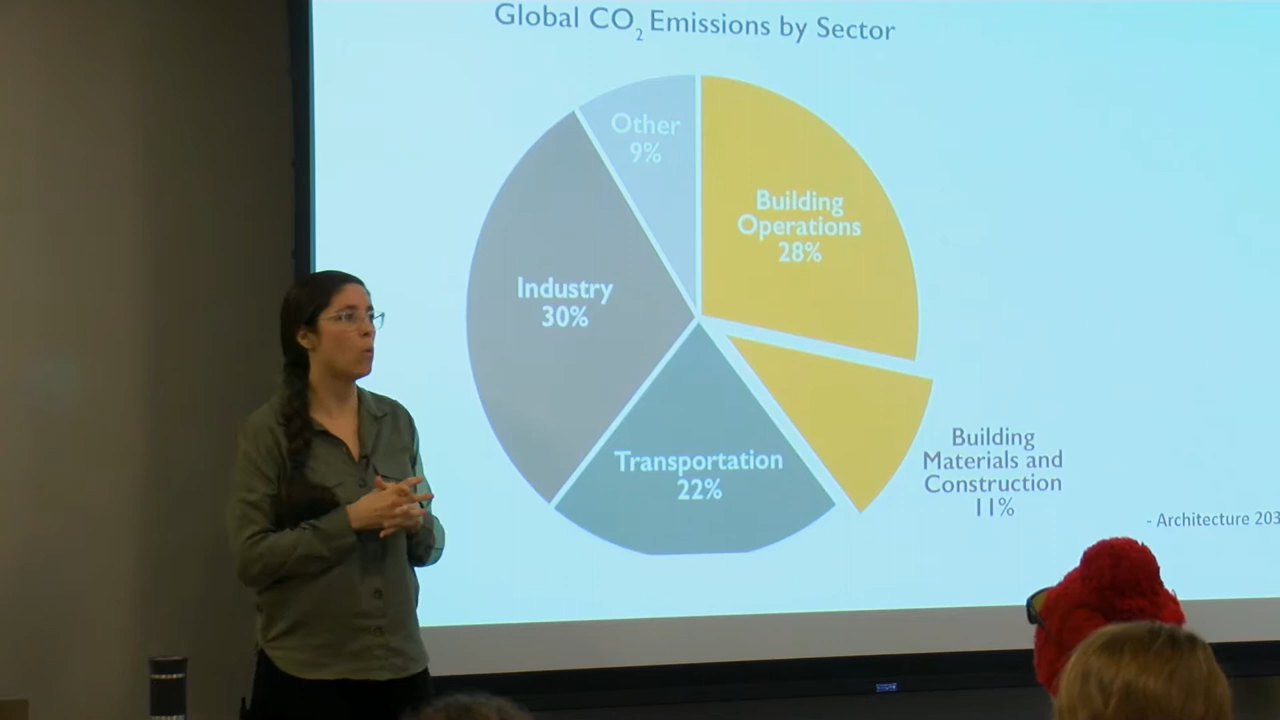 Global CO₂ Emissions by Sector
Other
9%
Building
Operations
28%
Industry
30%
Transportation
22%
Building
Materials and
Construction
11%
- Architecture 203